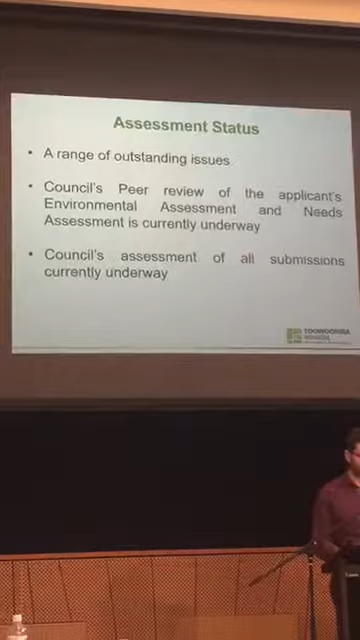 Assessment Status
• A range of outstanding issues
• Council's Peer review of the applicant's
Environmental Assessment and Needs
Assessment is currently underway
• Council's assessment of all submissions
currently underway
TOOWOOMBA
REGIONAL